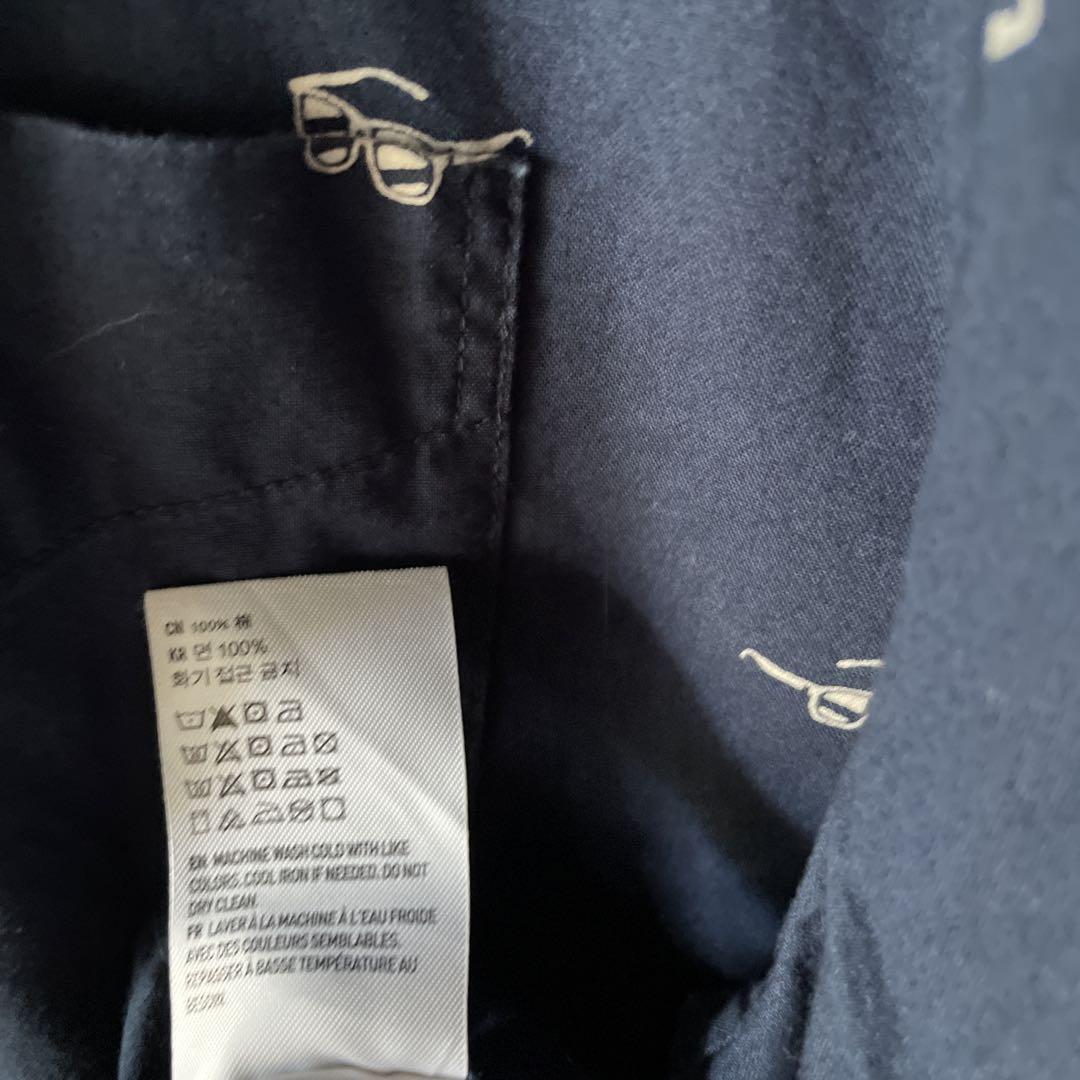 CN 100% 棉
KR 면 100%
화기 접근 금지
EN MACHINE WASH COLD WITH LIKE
COLORS. COOL IRON IF NEEDED. DO NOT
DRY CLEAN.
FR LAVER À LA MACHINE À L'EAU FROIDE
AVEC DES COULEURS SEMBLABLES.
REPASSER À BASSE TEMPÉRATURE AU
BESOIN.